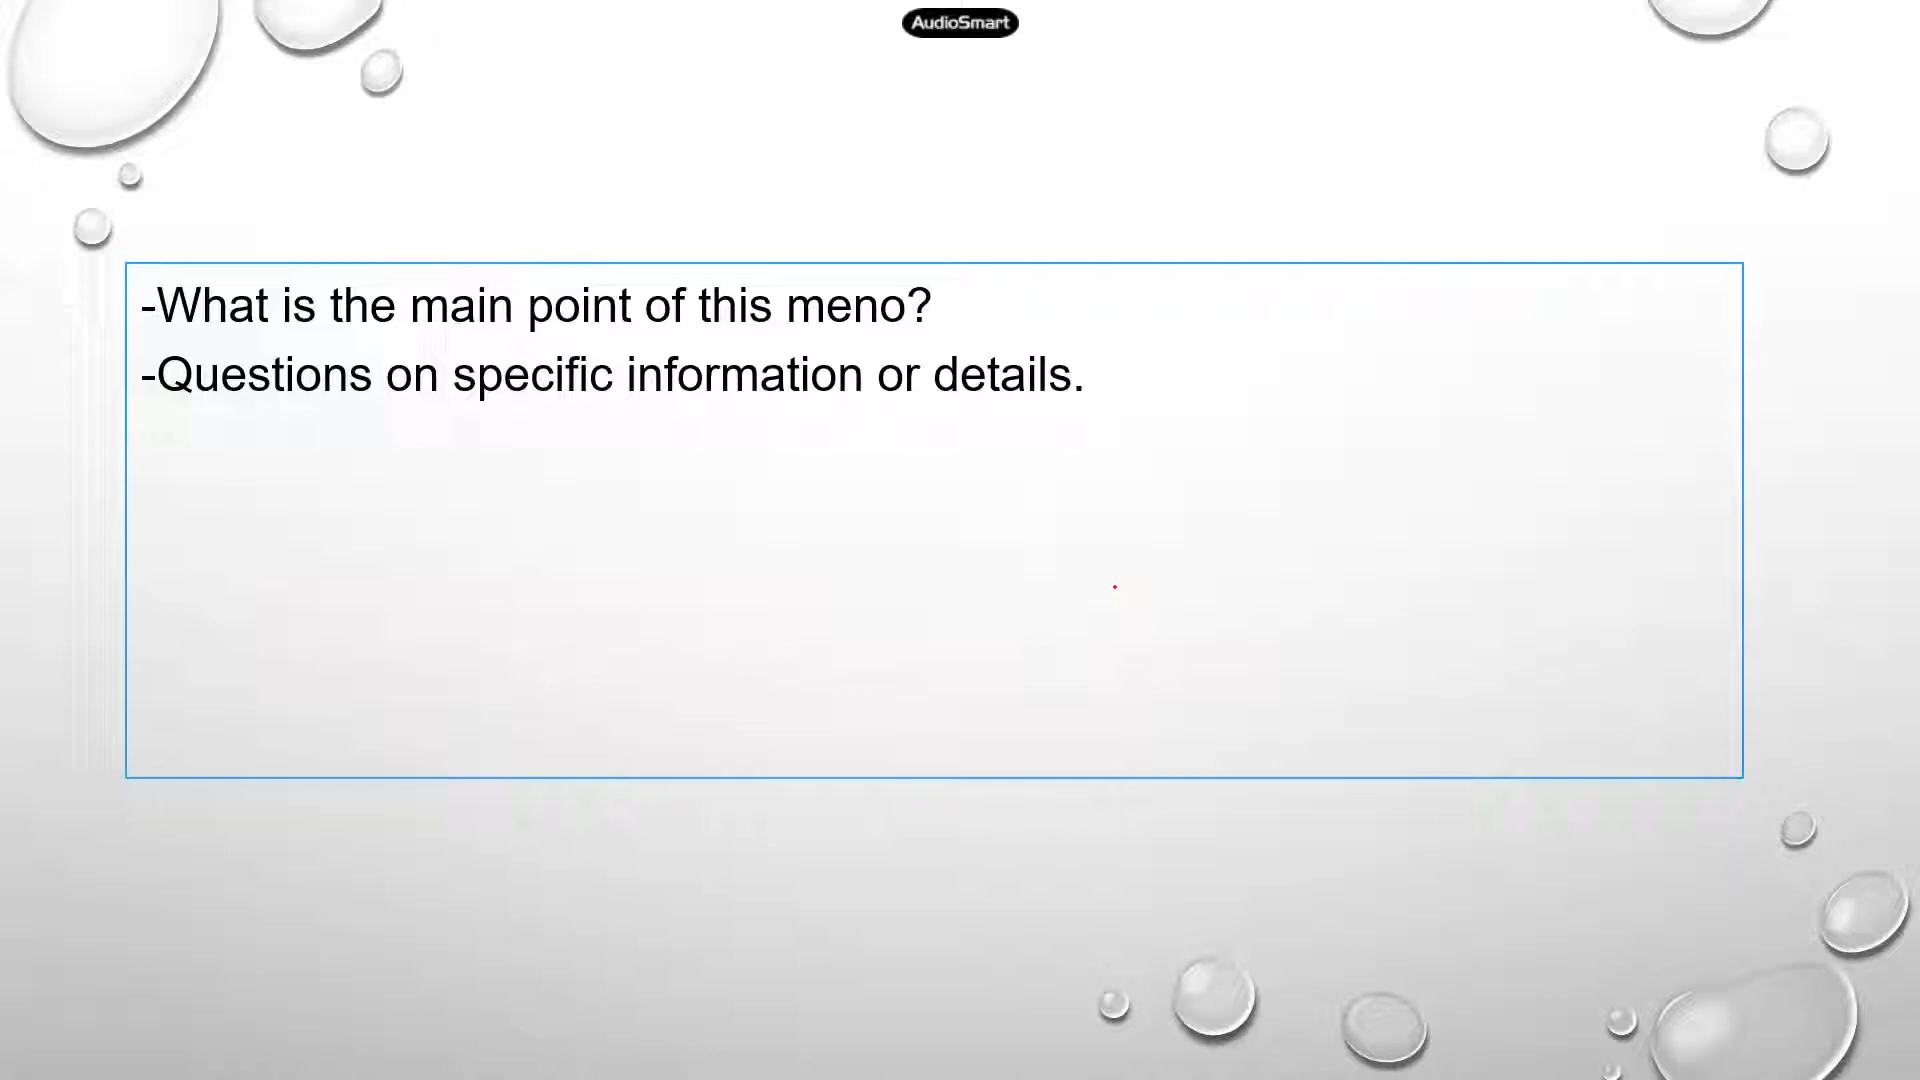 AudioSmart
-What is the main point of this meno?
-Questions on specific information or details.